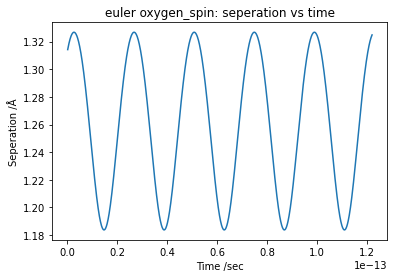 euler oxygen_spin: seperation vs time
Seperation /Å
1.32
1.30
1.28
1.26
1.24
1.22
1.20
1.18
0.0 0.2 0.4 0.6 0.8 1.0 1.2
1e−13
Time /sec